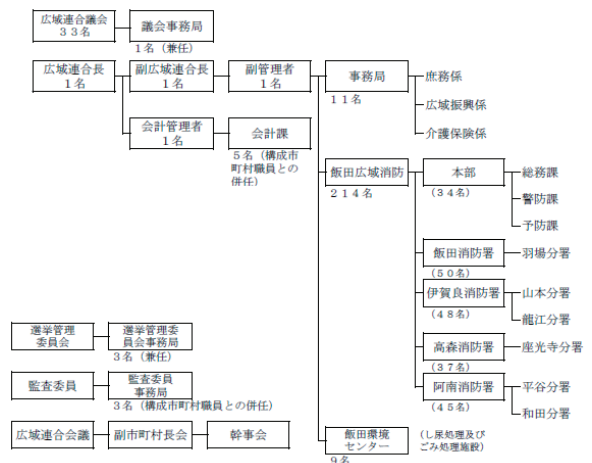 広域連合議会
33名
議会事務局
1名（兼任）
広域連合長
1名
副広域連合長
1名
副管理者
1名
事務局
11名
庶務係
広域振興係
介護保険係
会計管理者
1名
会計課
5名（構成市
町村職員との
併任）
飯田広域消防
214名
本部
（34名）
総務課
警防課
予防課
飯田消防署
（50名）
羽場分署
伊賀良消防署
（48名）
山本分署
龍江分署
高森消防署
（37名）
座光寺分署
阿南消防署
（45名）
平谷分署
和田分署
選挙管理
委員会
選挙管理委
員会事務局
3名（兼任）
監査委員
監査委員
事務局
3名（構成市町村職員との併任）
広域連合会議
副市町村長会
幹事会
飯田環境
センター
9名
（し尿処理及び
ごみ処理施設）